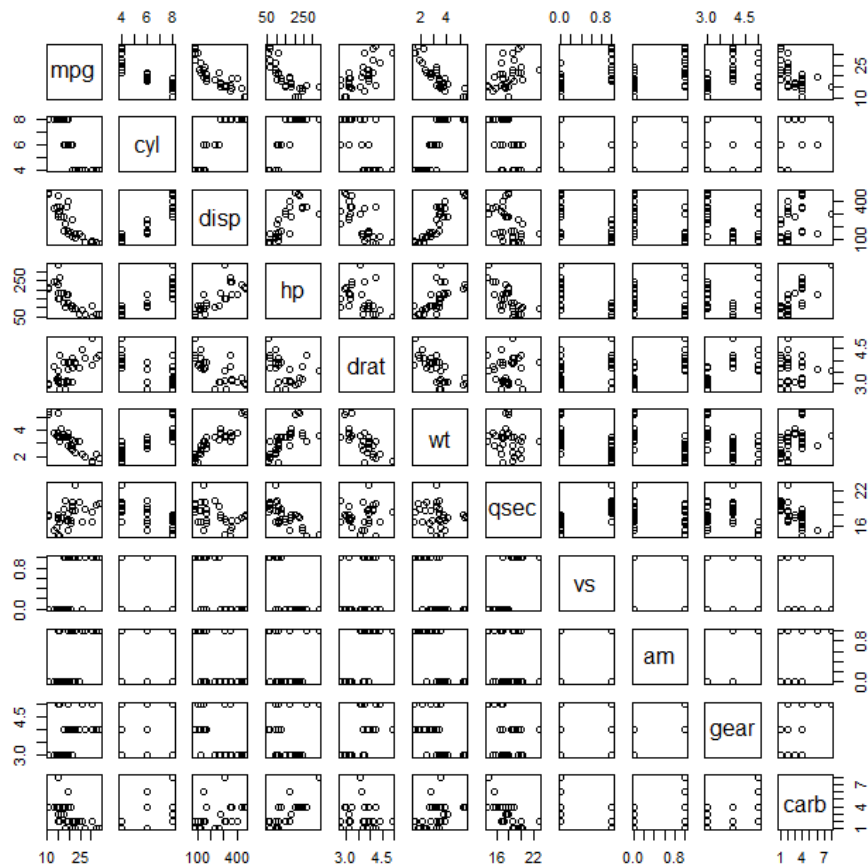 4 6 8 50 250 2 4 0.0 0.8 3.0 4.5
mpg 10 25
4 6 8 cyl
disp 100 400
50 250 hp
drat 3.0 4.5
2 4 wt
qsec 16 22
0.0 0.8 vs
am 0.0 0.8
3.0 4.5 gear
carb 1 4 7
10 25 100 400 3.0 4.5 16 22 0.0 0.8 1 4 7